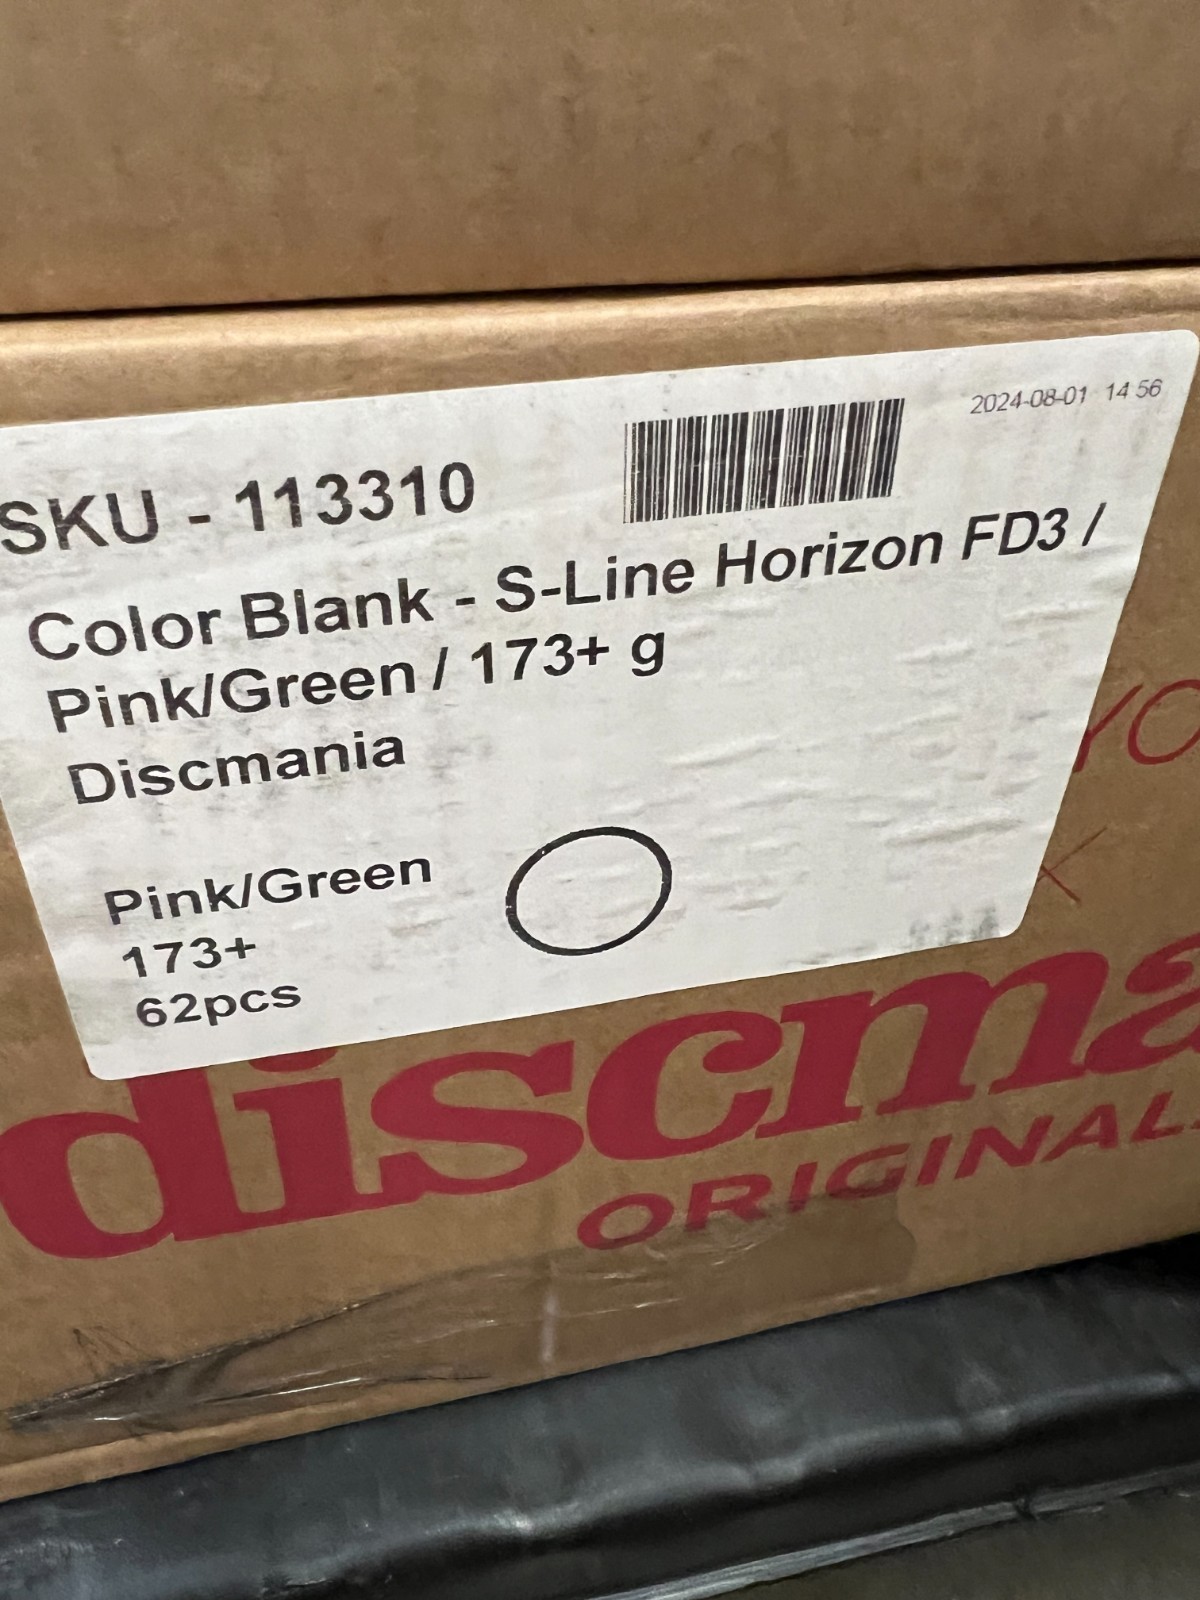 2024-08-01 14 56
SKU - 113310
Color Blank - S-Line Horizon FD3 /
Pink/Green / 173+ g
Discmania
Pink/Green
173+
62pcs
YO
discma
ORIGINAL